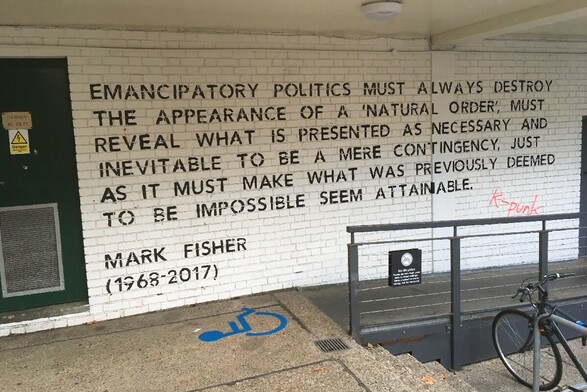 EMANCIPATORY POLITICS MUST ALWAYS DESTROY
THE APPEARANCE OF A 'NATURAL ORDER', MUST
REVEAL WHAT IS PRESENTED AS NECESSARY AND
INEVITABLE TO BE A MERE CONTINGENCY, JUST
AS IT MUST MAKE WHAT WAS PREVIOUSLY DEEMED
TO BE IMPOSSIBLE SEEM ATTAINABLE.
K-punk
MARK FISHER
(1968-2017)